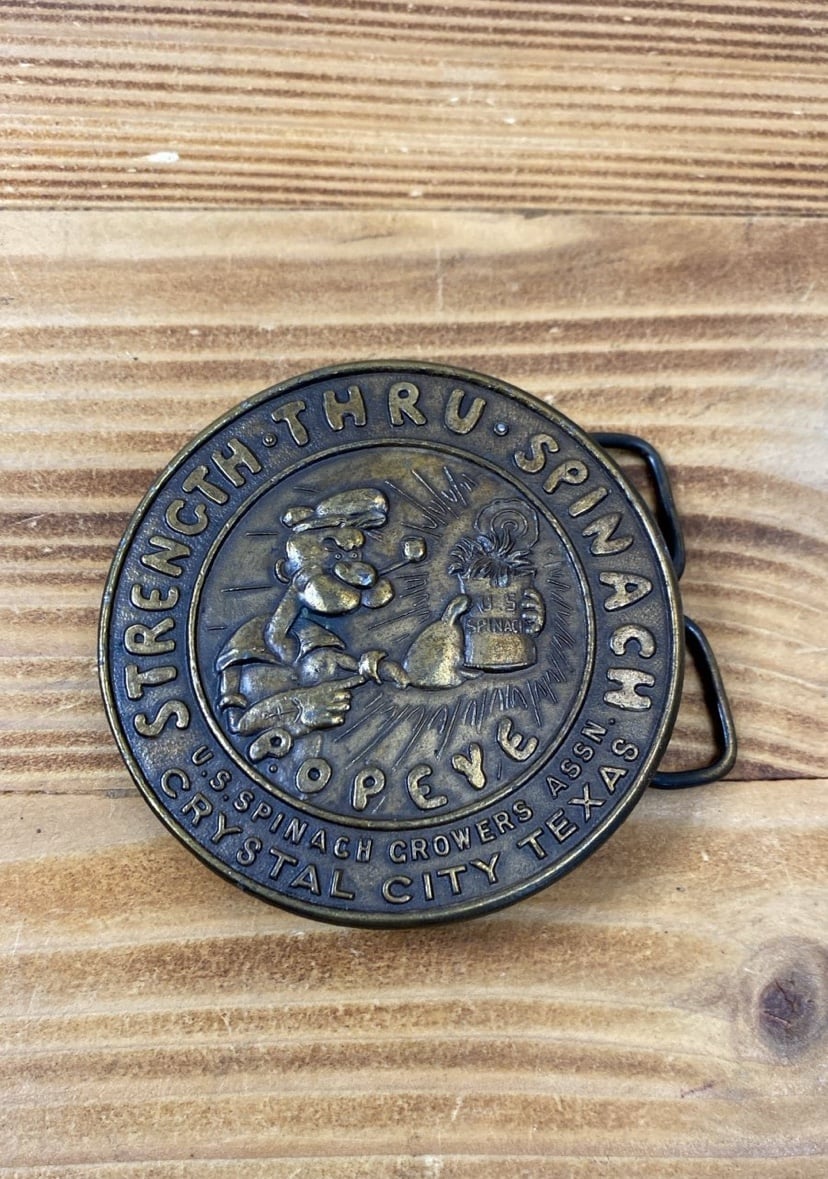 STRENGTH · THRU · SPINACH
U S
SPINACH
POPEYE
U.S. SPINACH GROWERS ASSN.
CRYSTAL CITY TEXAS